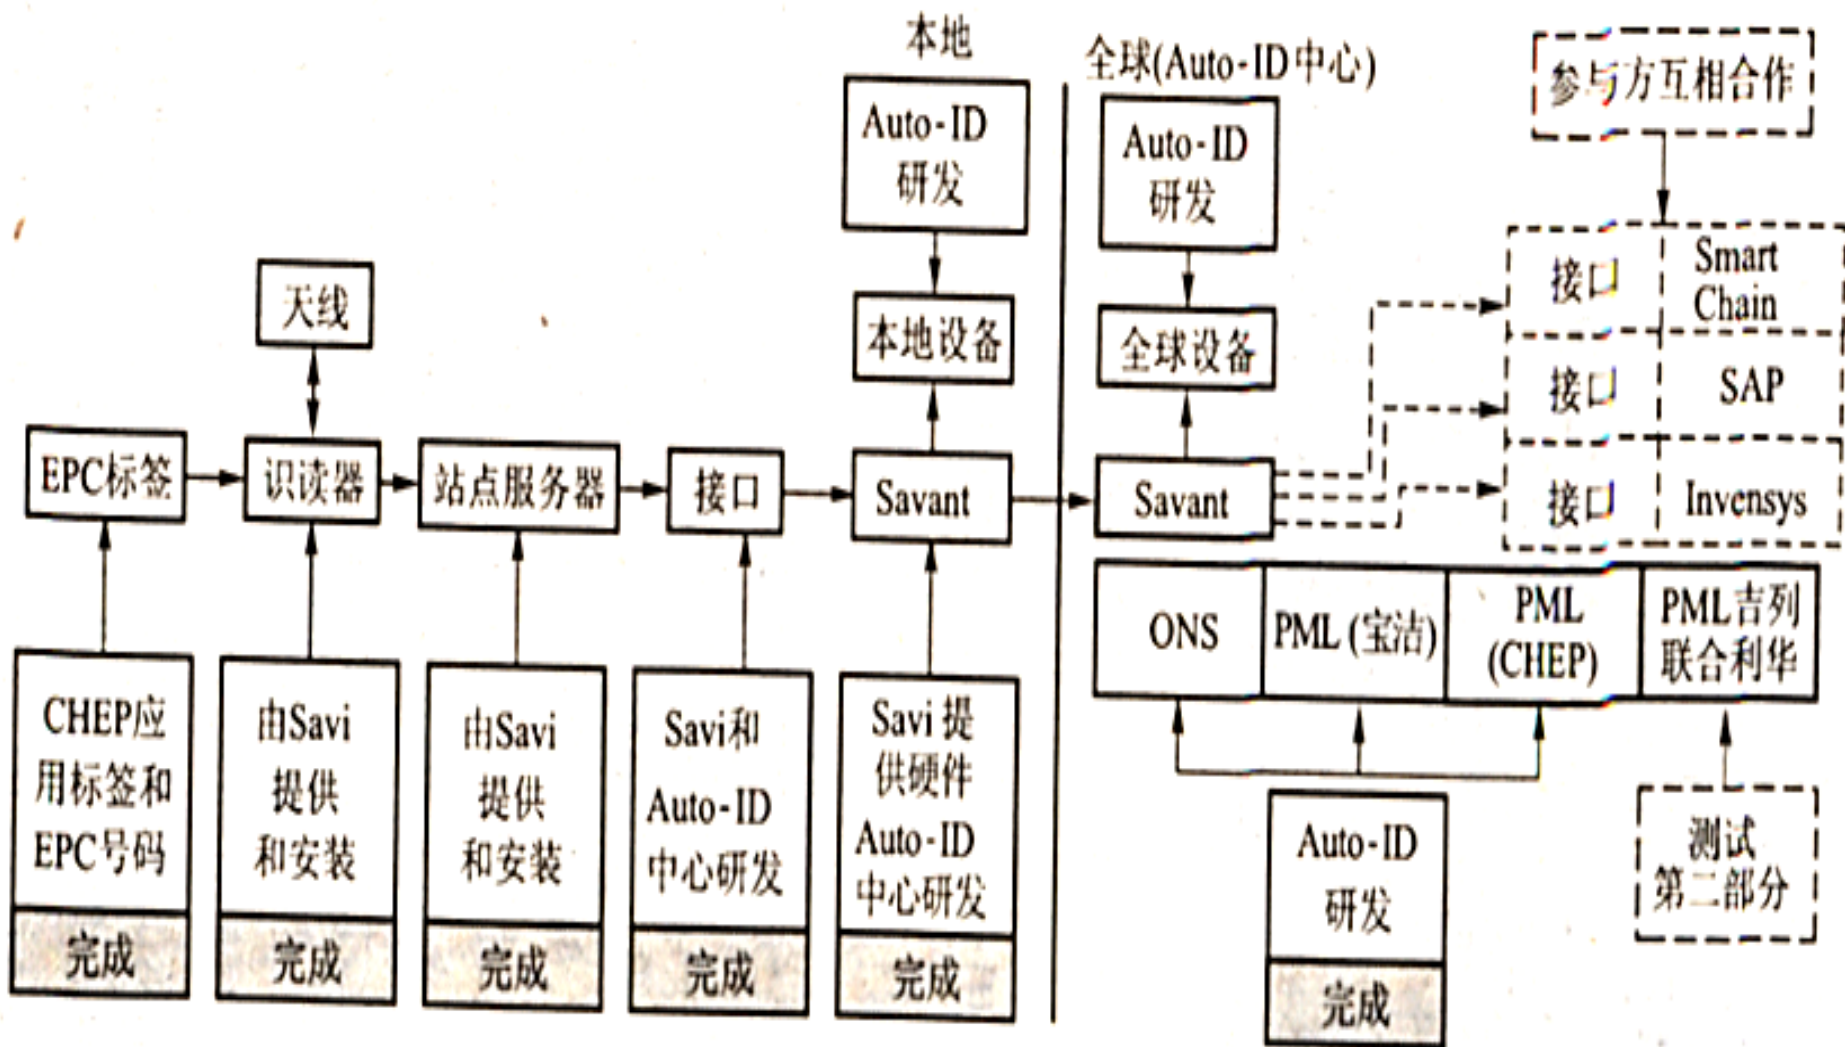 本地
全球(Auto-ID中心)
参与方互相合作
Auto-ID
研发
Auto-ID
研发
接口
Smart
Chain
天线
本地设备
全球设备
接口
SAP
EPC标签
识读器
站点服务器
接口
Savant
Savant
接口
Invensys
ONS
PML (宝洁)
PML
(CHEP)
PML吉列
联合利华
CHEP应
用标签和
EPC号码
完成
由Savi
提供
和安装
完成
由Savi
提供
和安装
完成
Savi和
Auto-ID
中心研发
完成
Savi 提
供硬件
Auto-ID
中心研发
完成
Auto-ID
研发
完成
测试
第二部分